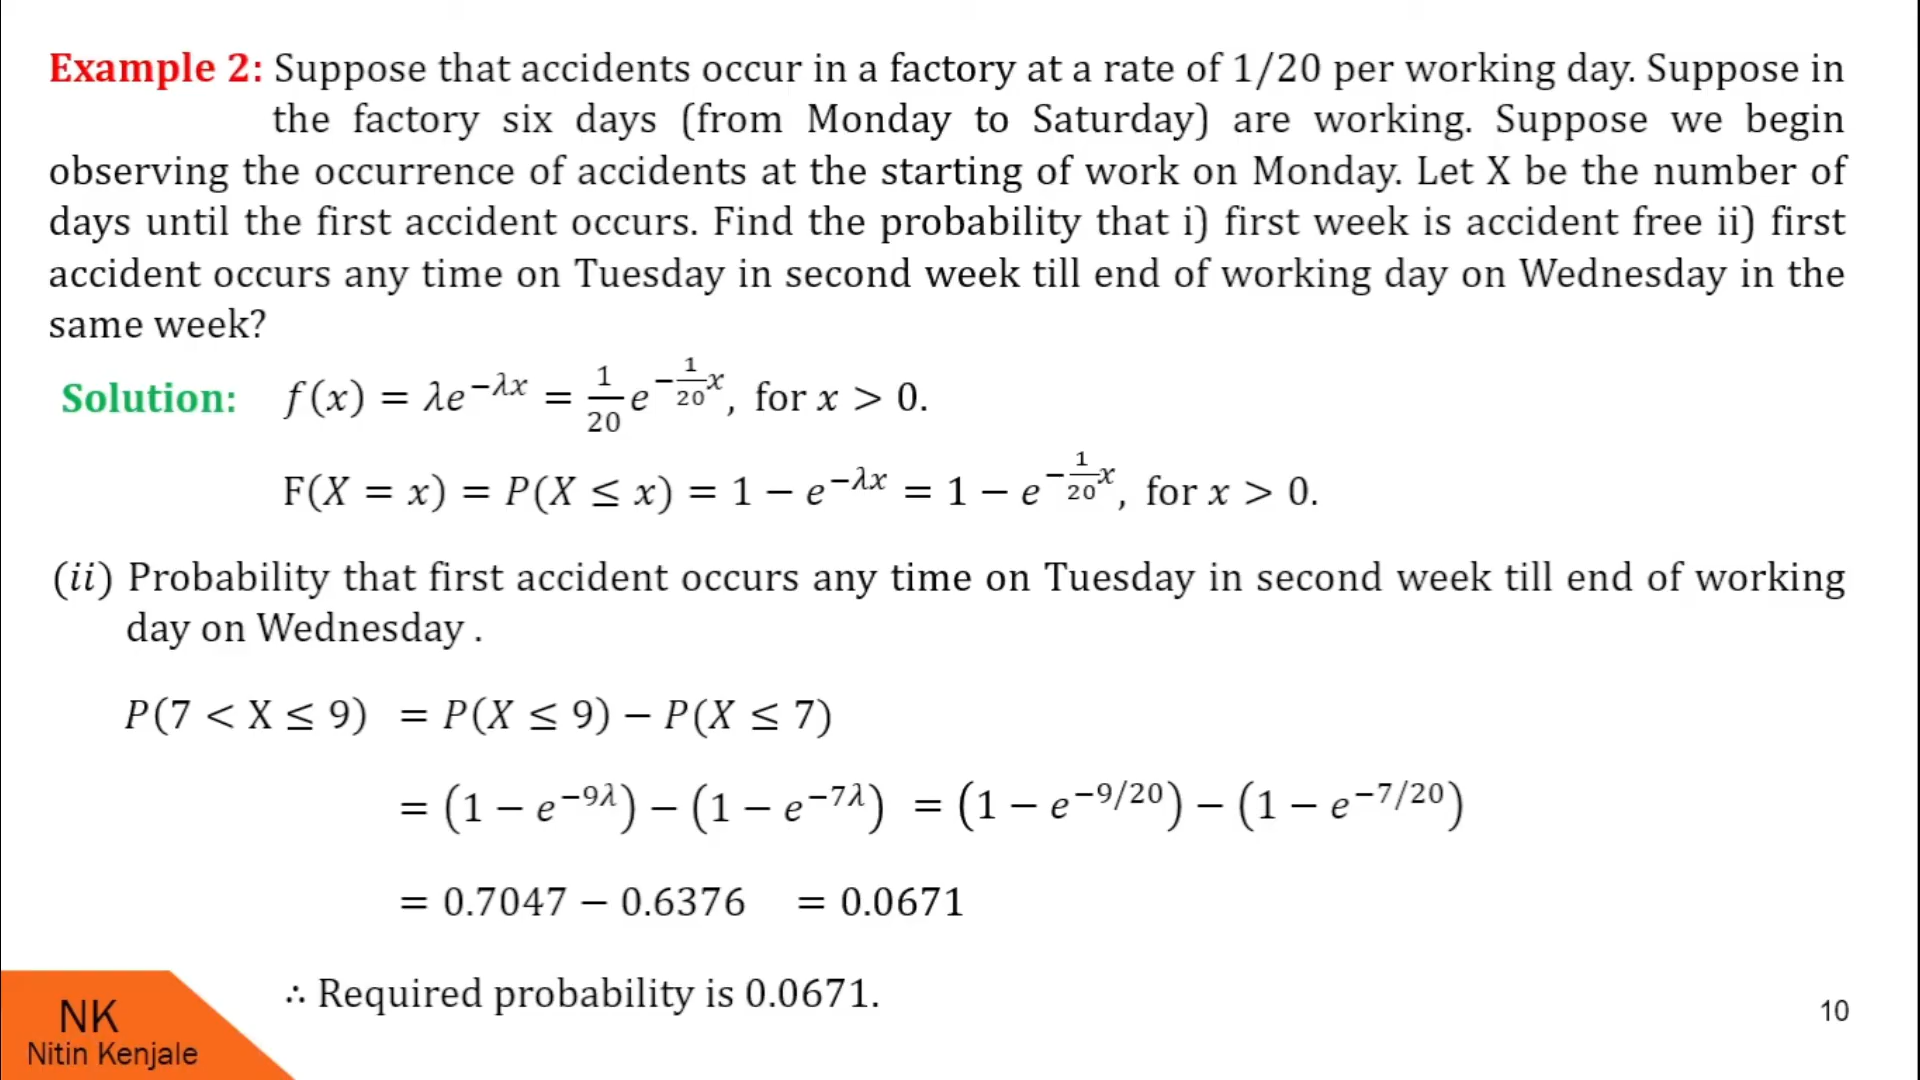 Example 2: Suppose that accidents occur in a factory at a rate of 1/20 per working day. Suppose in
the factory six days (from Monday to Saturday) are working. Suppose we begin
observing the occurrence of accidents at the starting of work on Monday. Let X be the number of
days until the first accident occurs. Find the probability that i) first week is accident free ii) first
accident occurs any time on Tuesday in second week till end of working day on Wednesday in the
same week?
Solution: f(x) = λe^{−λx} = \frac{1}{20}e^{−\frac{1}{20}x}, for x > 0.
F(X = x) = P(X ≤ x) = 1 − e^{−λx} = 1 − e^{−\frac{1}{20}x}, for x > 0.
(ii) Probability that first accident occurs any time on Tuesday in second week till end of working
day on Wednesday .
P(7 < X ≤ 9) = P(X ≤ 9) − P(X ≤ 7)
= (1 − e^{−9λ}) − (1 − e^{−7λ}) = (1 − e^{−9/20}) − (1 − e^{−7/20})
= 0.7047 − 0.6376 = 0.0671
∴ Required probability is 0.0671.
NK
Nitin Kenjale
10